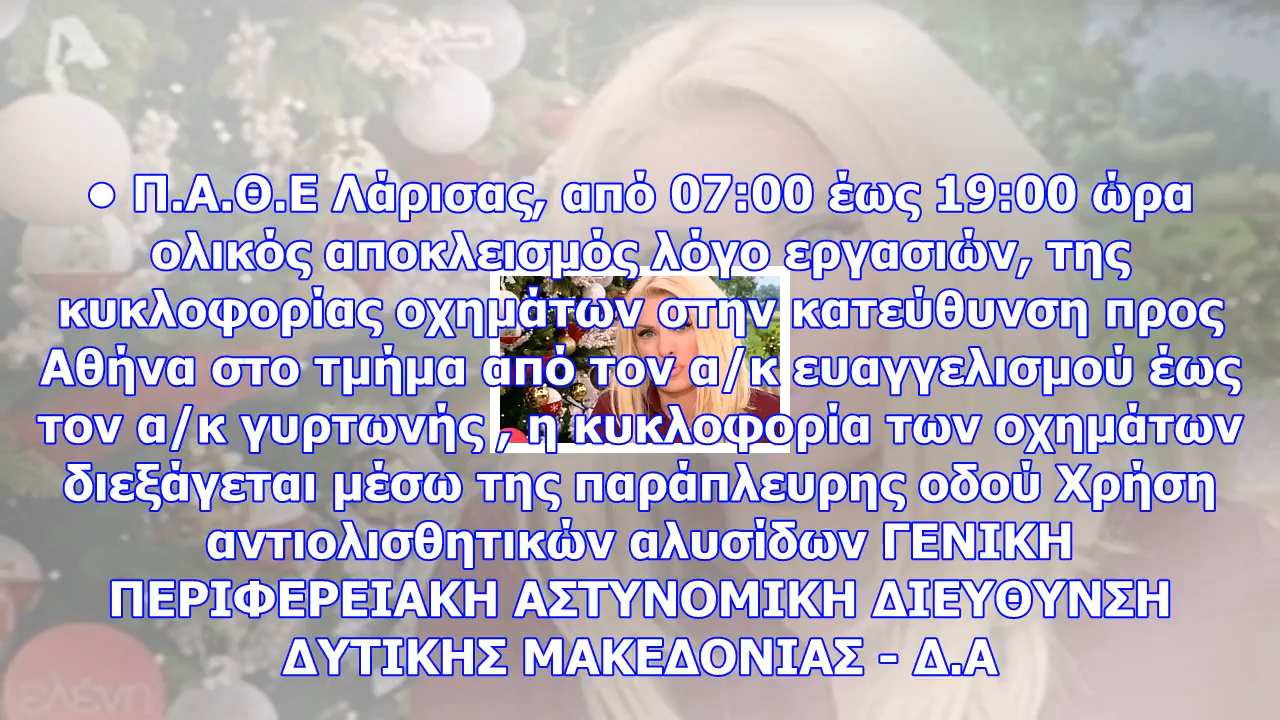 ● Π.Α.Θ.Ε Λάρισας, από 07:00 έως 19:00 ώρα
ολικός αποκλεισμός λόγο εργασιών, της
κυκλοφορίας οχημάτων στην κατεύθυνση προς
Αθήνα στο τμήμα από τον α/κ ευαγγελισμού έως
τον α/κ γυρτωνής , η κυκλοφορία των οχημάτων
διεξάγεται μέσω της παράπλευρης οδού Χρήση
αντιολισθητικών αλυσίδων ΓΕΝΙΚΗ
ΠΕΡΙΦΕΡΕΙΑΚΗ ΑΣΤΥΝΟΜΙΚΗ ΔΙΕΥΘΥΝΣΗ
ΔΥΤΙΚΗΣ ΜΑΚΕΔΟΝΙΑΣ - Δ.Α
ελένη